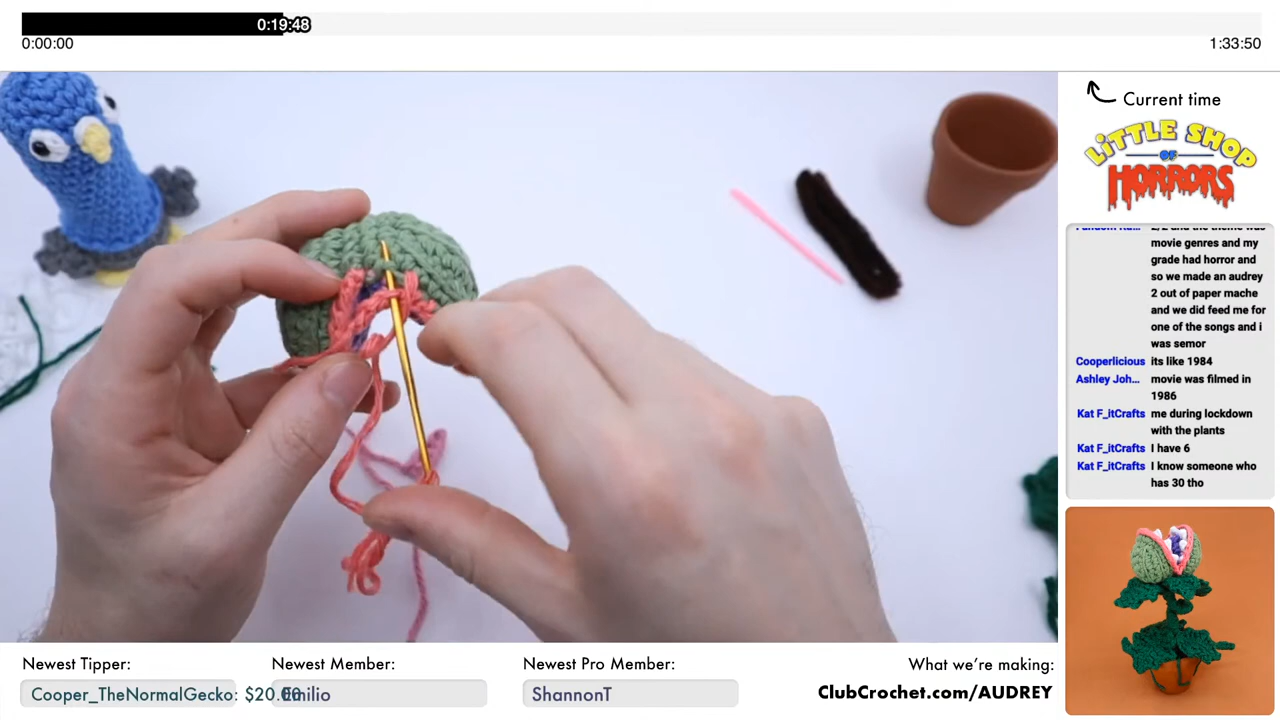 0:19:48
0:00:00
1:33:50
Current time
LiTTLE SHOP
OF
HORRORS
movie genres and my
grade had horror and
so we made an audrey
2 out of paper mache
and we did feed me for
one of the songs and i
was semor
Cooperlicious its like 1984
Ashley Joh... movie was filmed in
1986
Kat F_itCrafts me during lockdown
with the plants
Kat F_itCrafts I have 6
Kat F_itCrafts I know someone who
has 30 tho
Newest Tipper:
Newest Member:
Newest Pro Member:
What we're making:
Cooper_TheNormalGecko: $20.00
Emilio
ShannonT
ClubCrochet.com/AUDREY